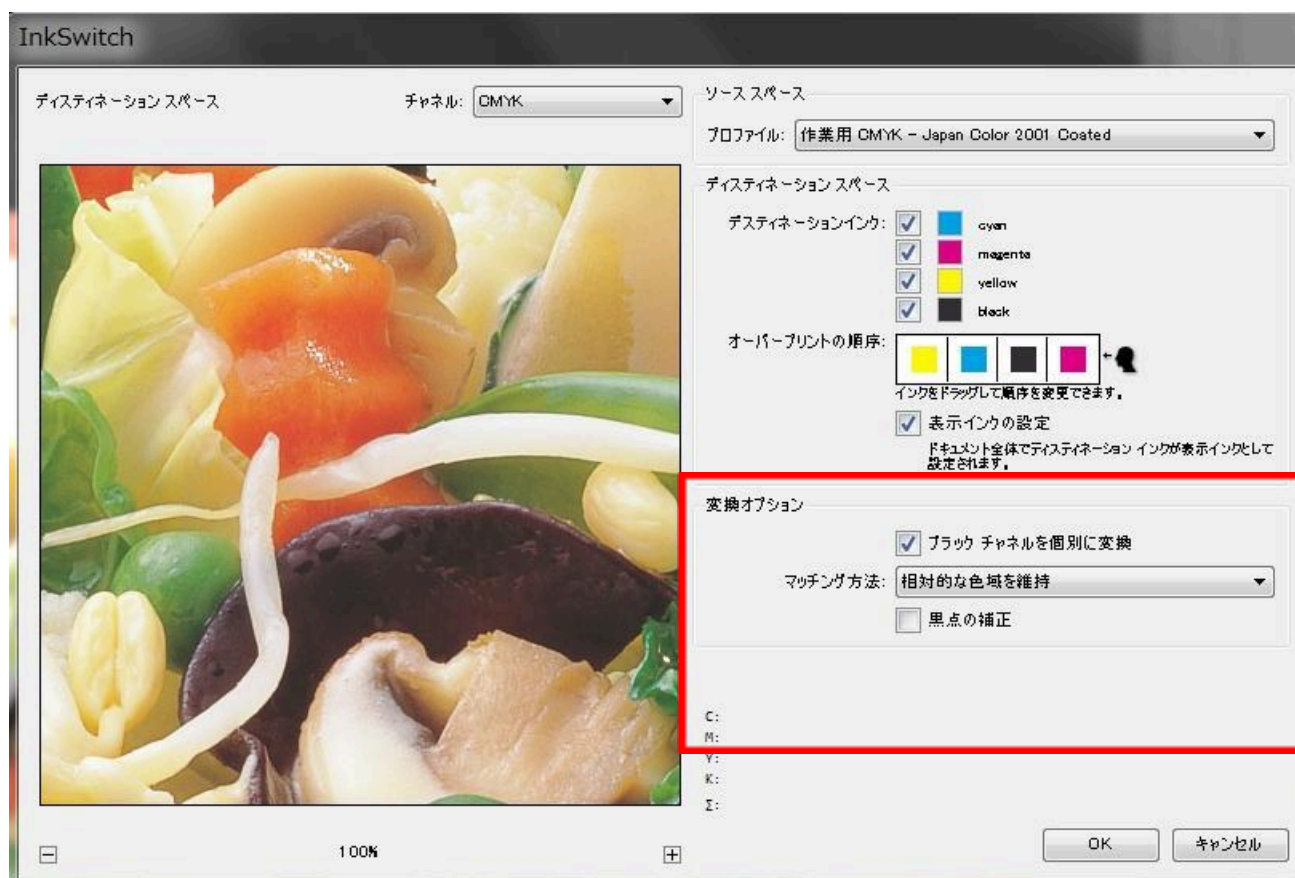 InkSwitch
ディスティネーション スペース
チャネル: CMYK
100%
ソース スペース
プロファイル: 作業用 CMYK - Japan Color 2001 Coated
ディスティネーション スペース
デスティネーションインク: cyan
magenta
yellow
black
オーバープリントの順序:
インクをドラッグして順序を変更できます。
表示インクの設定
ドキュメント全体でディスティネーション インクが表示インクとして
設定されます。
変換オプション
ブラック チャネルを個別に変換
マッチング方法: 相対的な色域を維持
黒点の補正
C:
M:
Y:
K:
Σ:
OK キャンセル